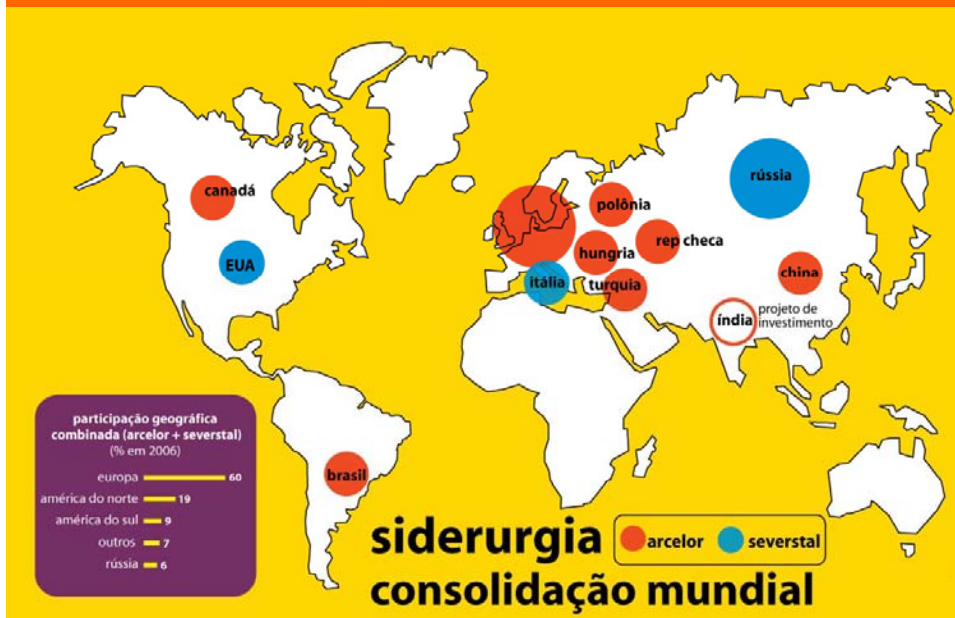 canadá
EUA
polônia
rep checa
hungria
itália
turquia
rússia
china
índia
projeto de
investimento
brasil
participação geográfica
combinada (arcelor + severstal)
(% em 2006)
europa 60
américa do norte 19
américa do sul 9
outros 7
rússia 6
siderurgia
arcelor severstal
consolidação mundial